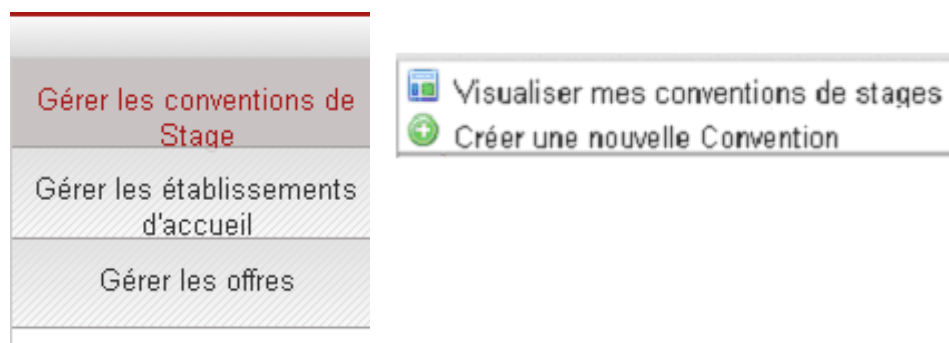 Gérer les conventions de
Stage
Gérer les établissements
d'accueil
Gérer les offres
Visualiser mes conventions de stages
Créer une nouvelle Convention